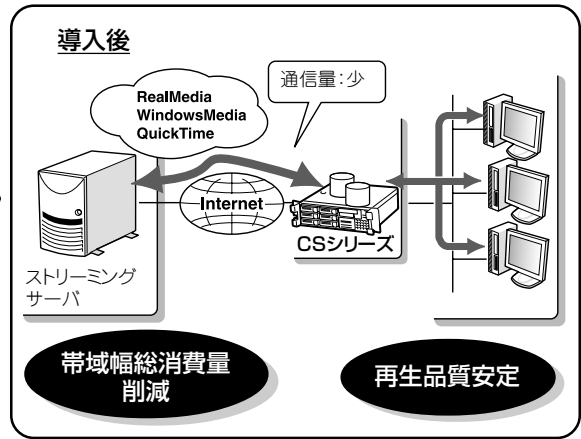 導入後
通信量:少
RealMedia
WindowsMedia
QuickTime
Internet
CSシリーズ
ストリーミング
サーバ
帯域幅総消費量
削減
再生品質安定